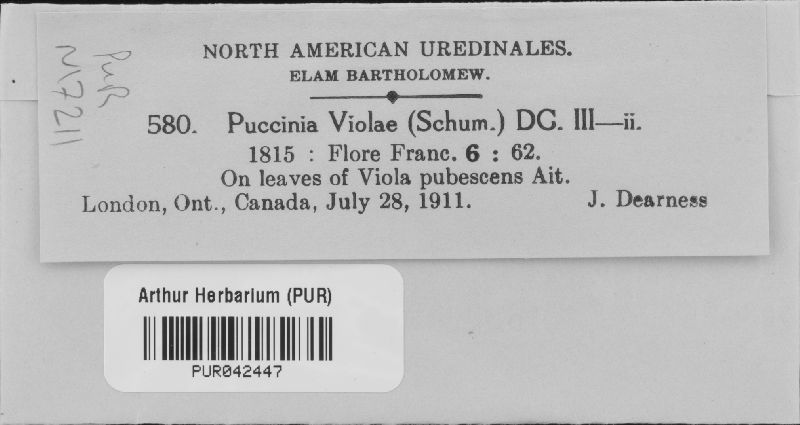 NORTH AMERICAN UREDINALES.
ELAM BARTHOLOMEW.
580. Puccinia Violae (Schum.) DC. III—ii.
1815 : Flore Franc. 6 : 62.
On leaves of Viola pubescens Ait.
London, Ont., Canada, July 28, 1911. J. Dearness
PUR
N7211
Arthur Herbarium (PUR)
PUR042447